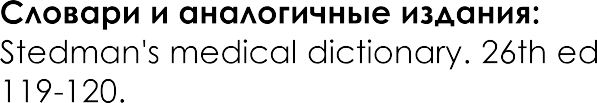 Словари и аналогичные издания:
Stedman's medical dictionary. 26th ed
119-120.